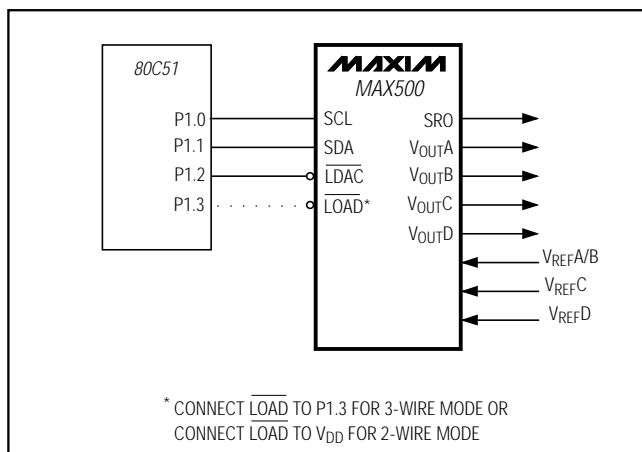 80C51
MAXIM
MAX500
P1.0
P1.1
P1.2
P1.3
SCL
SDA
LDAC
LOAD*
SRO
VOUTA
VOUTB
VOUTC
VOUTD
VREFA/B
VREFC
VREFD
* CONNECT LOAD TO P1.3 FOR 3-WIRE MODE OR
CONNECT LOAD TO VDD FOR 2-WIRE MODE